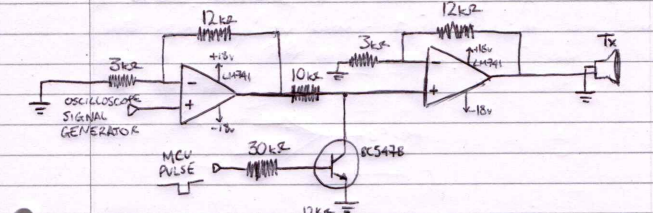 12kΩ
12kΩ
3kΩ
+18v
LM741
10kΩ
3kΩ
+18v
LM741
Tx
-
+
-
+
OSCILLOSCOPE
SIGNAL
GENERATOR
-18v
-18v
MCU
PULSE
30kΩ
BC547B
12kΩ